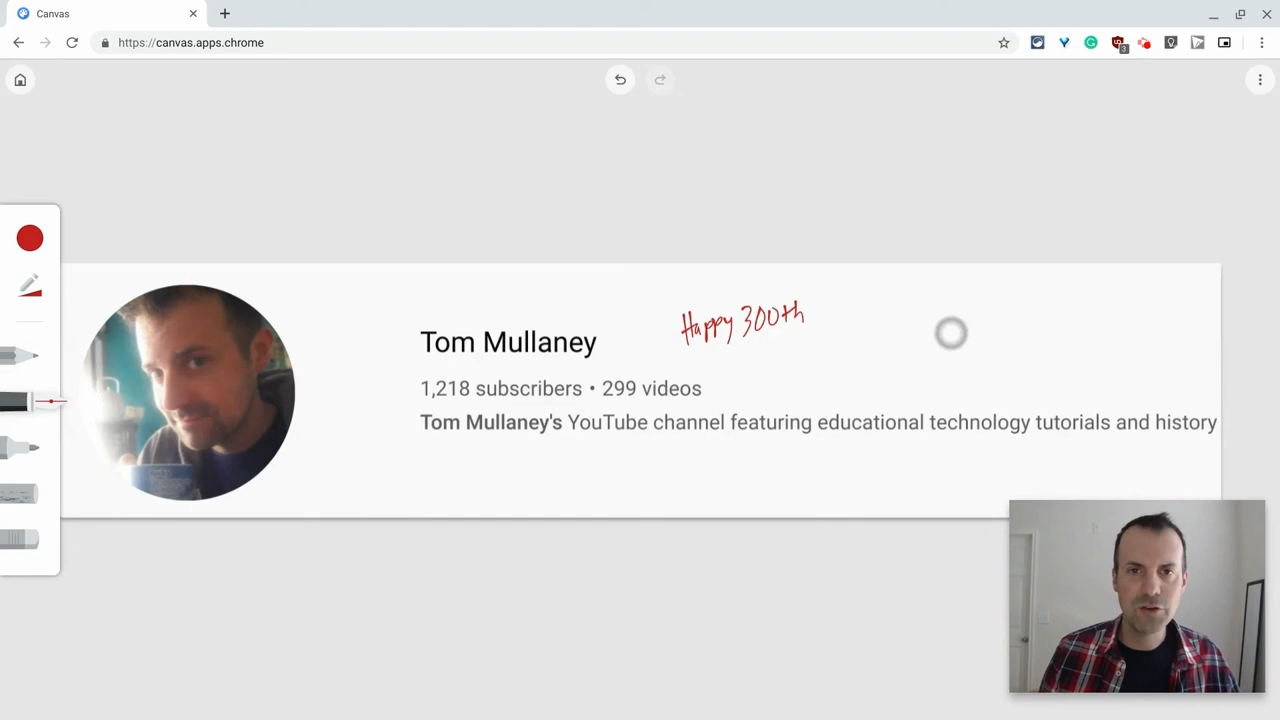 Canvas
https://canvas.apps.chrome
3
Happy 300th
Tom Mullaney
1,218 subscribers • 299 videos
Tom Mullaney's YouTube channel featuring educational technology tutorials and history